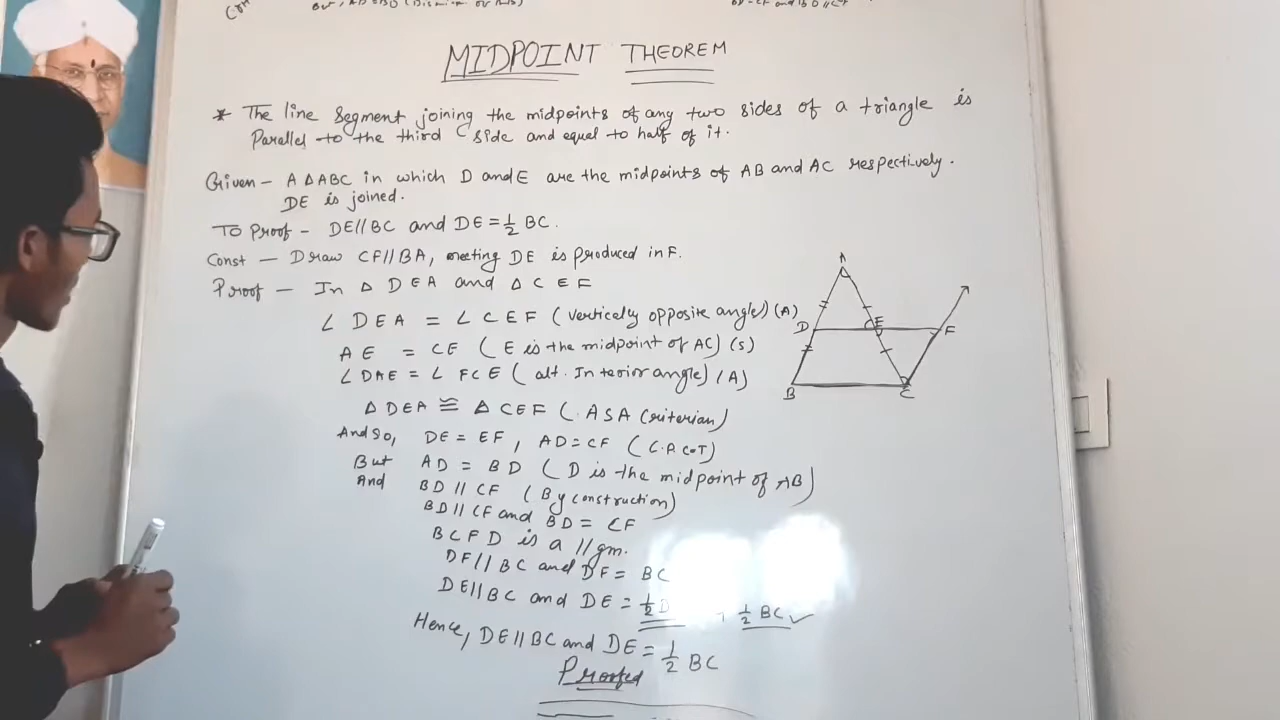 MIDPOINT THEOREM
* The line Segment joining the midpoints of any two sides of a triangle is
Parallel to the third side and equal to half of it.
Given - A ∆ABC in which D and E are the midpoints of AB and AC respectively.
DE is joined.
To Proof - DE//BC and DE = 1/2 BC.
Const - Draw CF//BA, meeting DE is produced in F.
Proof - In ∆ DEA and ∆ CEF
∠ DEA = ∠ CEF (vertically opposite angle) (A)
AE = CE (E is the midpoint of AC) (S)
∠ DAE = ∠ FCE (alt. Interior angle) (A)
∆ DEA ≅ ∆ CEF (ASA Criterian)
And so, DE = EF, AD = CF (C.P.C.T)
But AD = BD (D is the midpoint of AB)
And BD // CF (By construction)
BD // CF and BD = CF
BCFD is a //gm.
DF // BC and DF = BC
DE//BC and DE = 1/2 D 1/2 BC ✓
Hence, DE // BC and DE = 1/2 BC
Proofed
A
D E F
B C